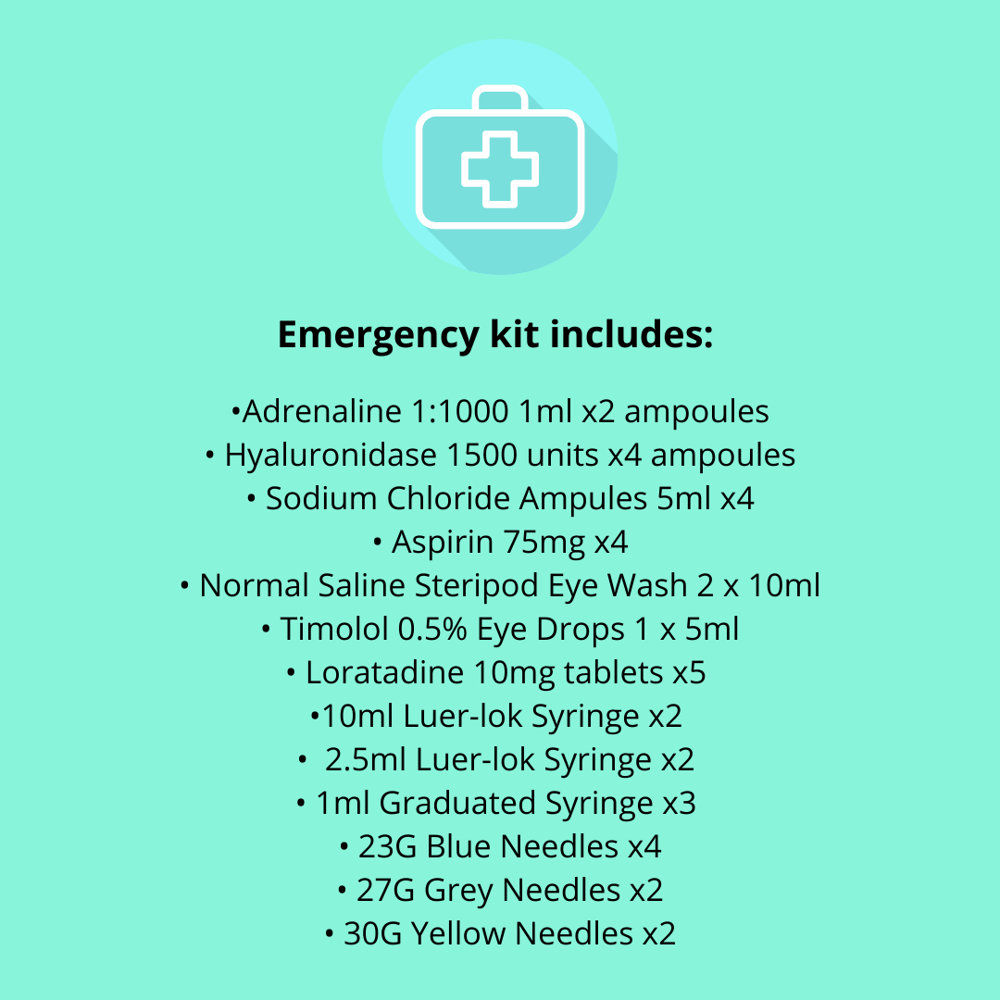 Emergency kit includes:
•Adrenaline 1:1000 1ml x2 ampoules
• Hyaluronidase 1500 units x4 ampoules
• Sodium Chloride Ampules 5ml x4
• Aspirin 75mg x4
• Normal Saline Steripod Eye Wash 2 x 10ml
• Timolol 0.5% Eye Drops 1 x 5ml
• Loratadine 10mg tablets x5
•10ml Luer-lok Syringe x2
•  2.5ml Luer-lok Syringe x2
• 1ml Graduated Syringe x3
• 23G Blue Needles x4
• 27G Grey Needles x2
• 30G Yellow Needles x2